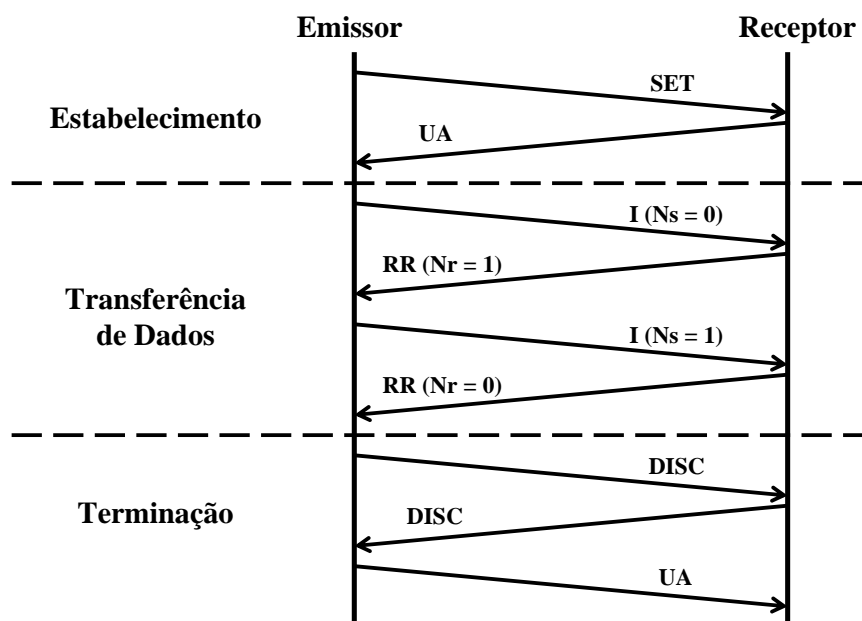 Emissor
Receptor
SET
Estabelecimento
UA
I (Ns = 0)
RR (Nr = 1)
Transferência
de Dados
I (Ns = 1)
RR (Nr = 0)
DISC
Terminação
DISC
UA